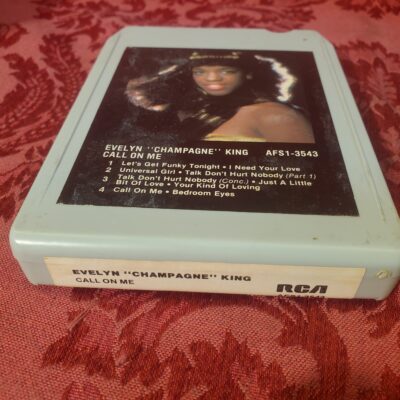 EVELYN "CHAMPAGNE" KING AFS1-3543
CALL ON ME
1 Let's Get Funky Tonight • I Need Your Love
2 Universal Girl • Talk Don't Hurt Nobody (Part 1)
3 Talk Don't Hurt Nobody (Conc.) • Just A Little
Bit Of Love • Your Kind Of Loving
4 Call On Me • Bedroom Eyes
EVELYN "CHAMPAGNE" KING
CALL ON ME
RCA